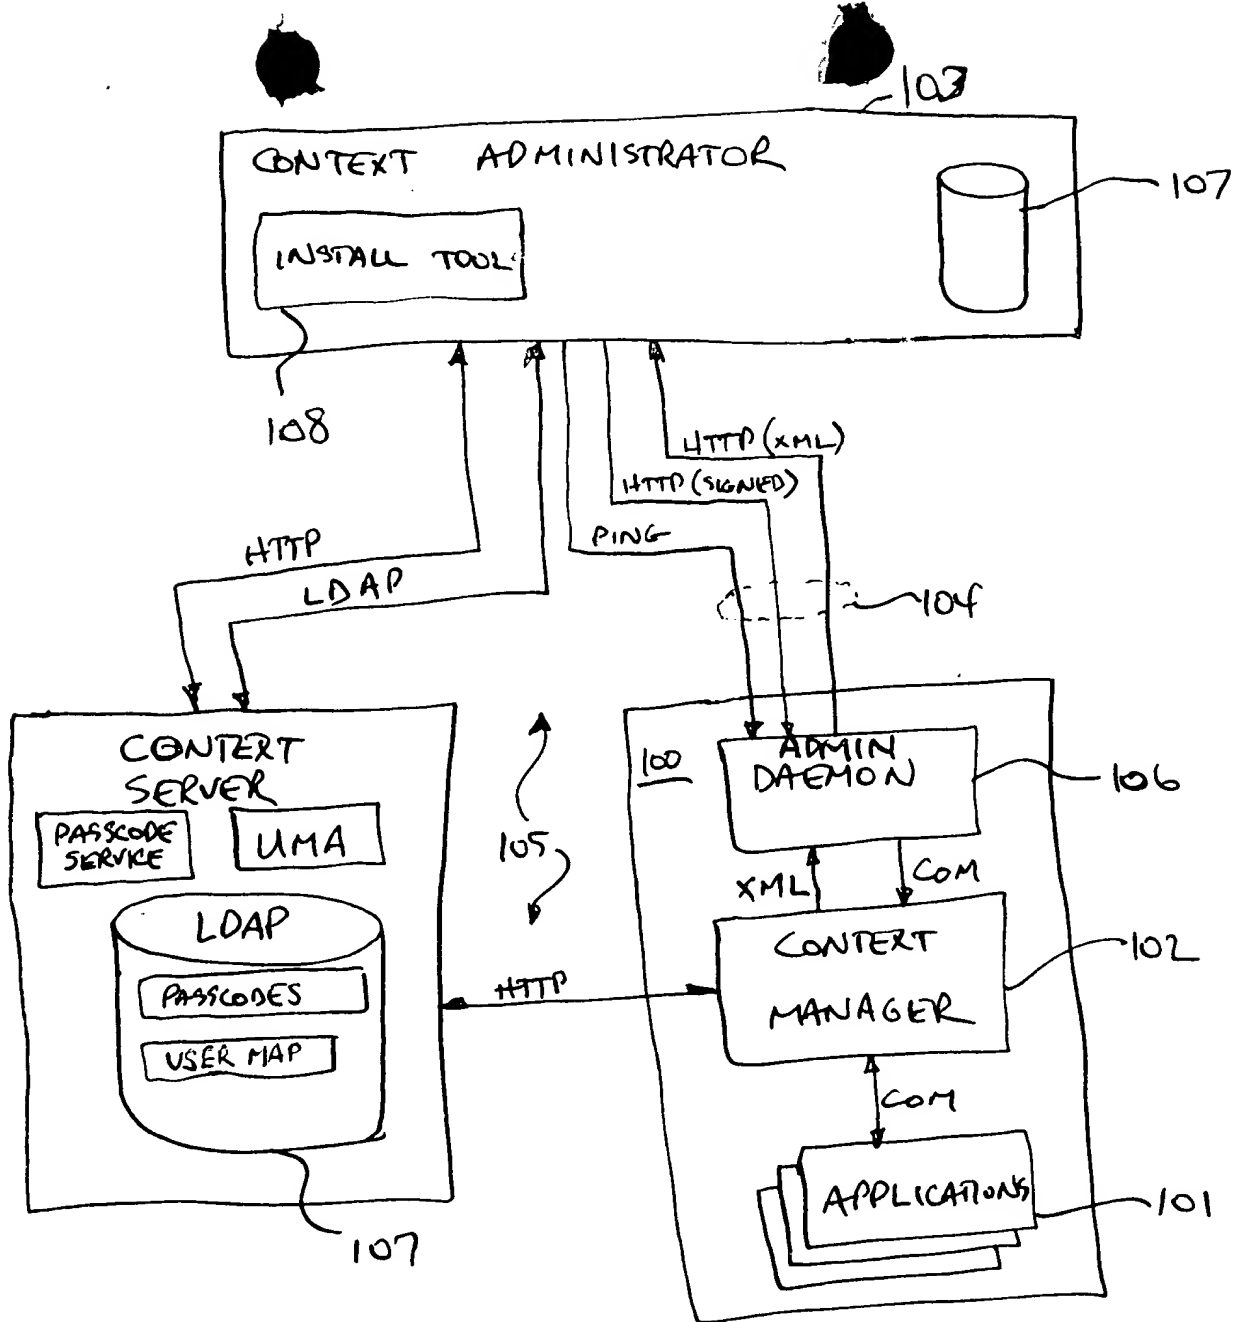 103
CONTEXT ADMINISTRATOR
107
INSTALL TOOL
108
HTTP (XML)
HTTP (SIGNED)
PING
HTTP
LDAP
104
CONTEXT
SERVER
PASSCODE
SERVICE
UMA
LDAP
PASSCODES
USER MAP
107
105
HTTP
100
ADMIN
DAEMON
106
XML
COM
CONTEXT
MANAGER
102
COM
APPLICATIONS
101